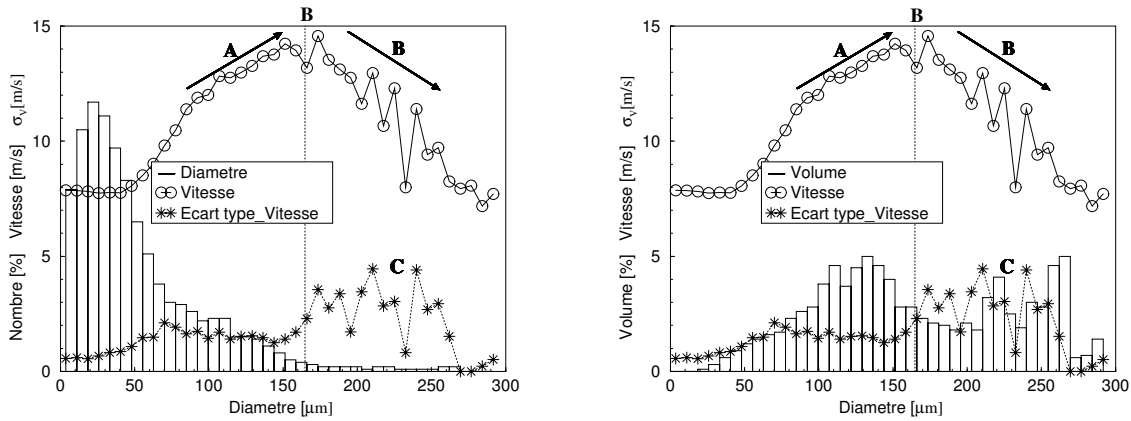 B
15
A
B
10
5
0
Nombre [%] Vitesse [m/s] σv[m/s]
Diametre
Vitesse
Ecart type_Vitesse
C
0 50 100 150 200 250 300
Diametre [µm]
B
15
A
B
10
5
0
Volume [%] Vitesse [m/s] σv[m/s]
Volume
Vitesse
Ecart type_Vitesse
C
0 50 100 150 200 250 300
Diametre [µm]